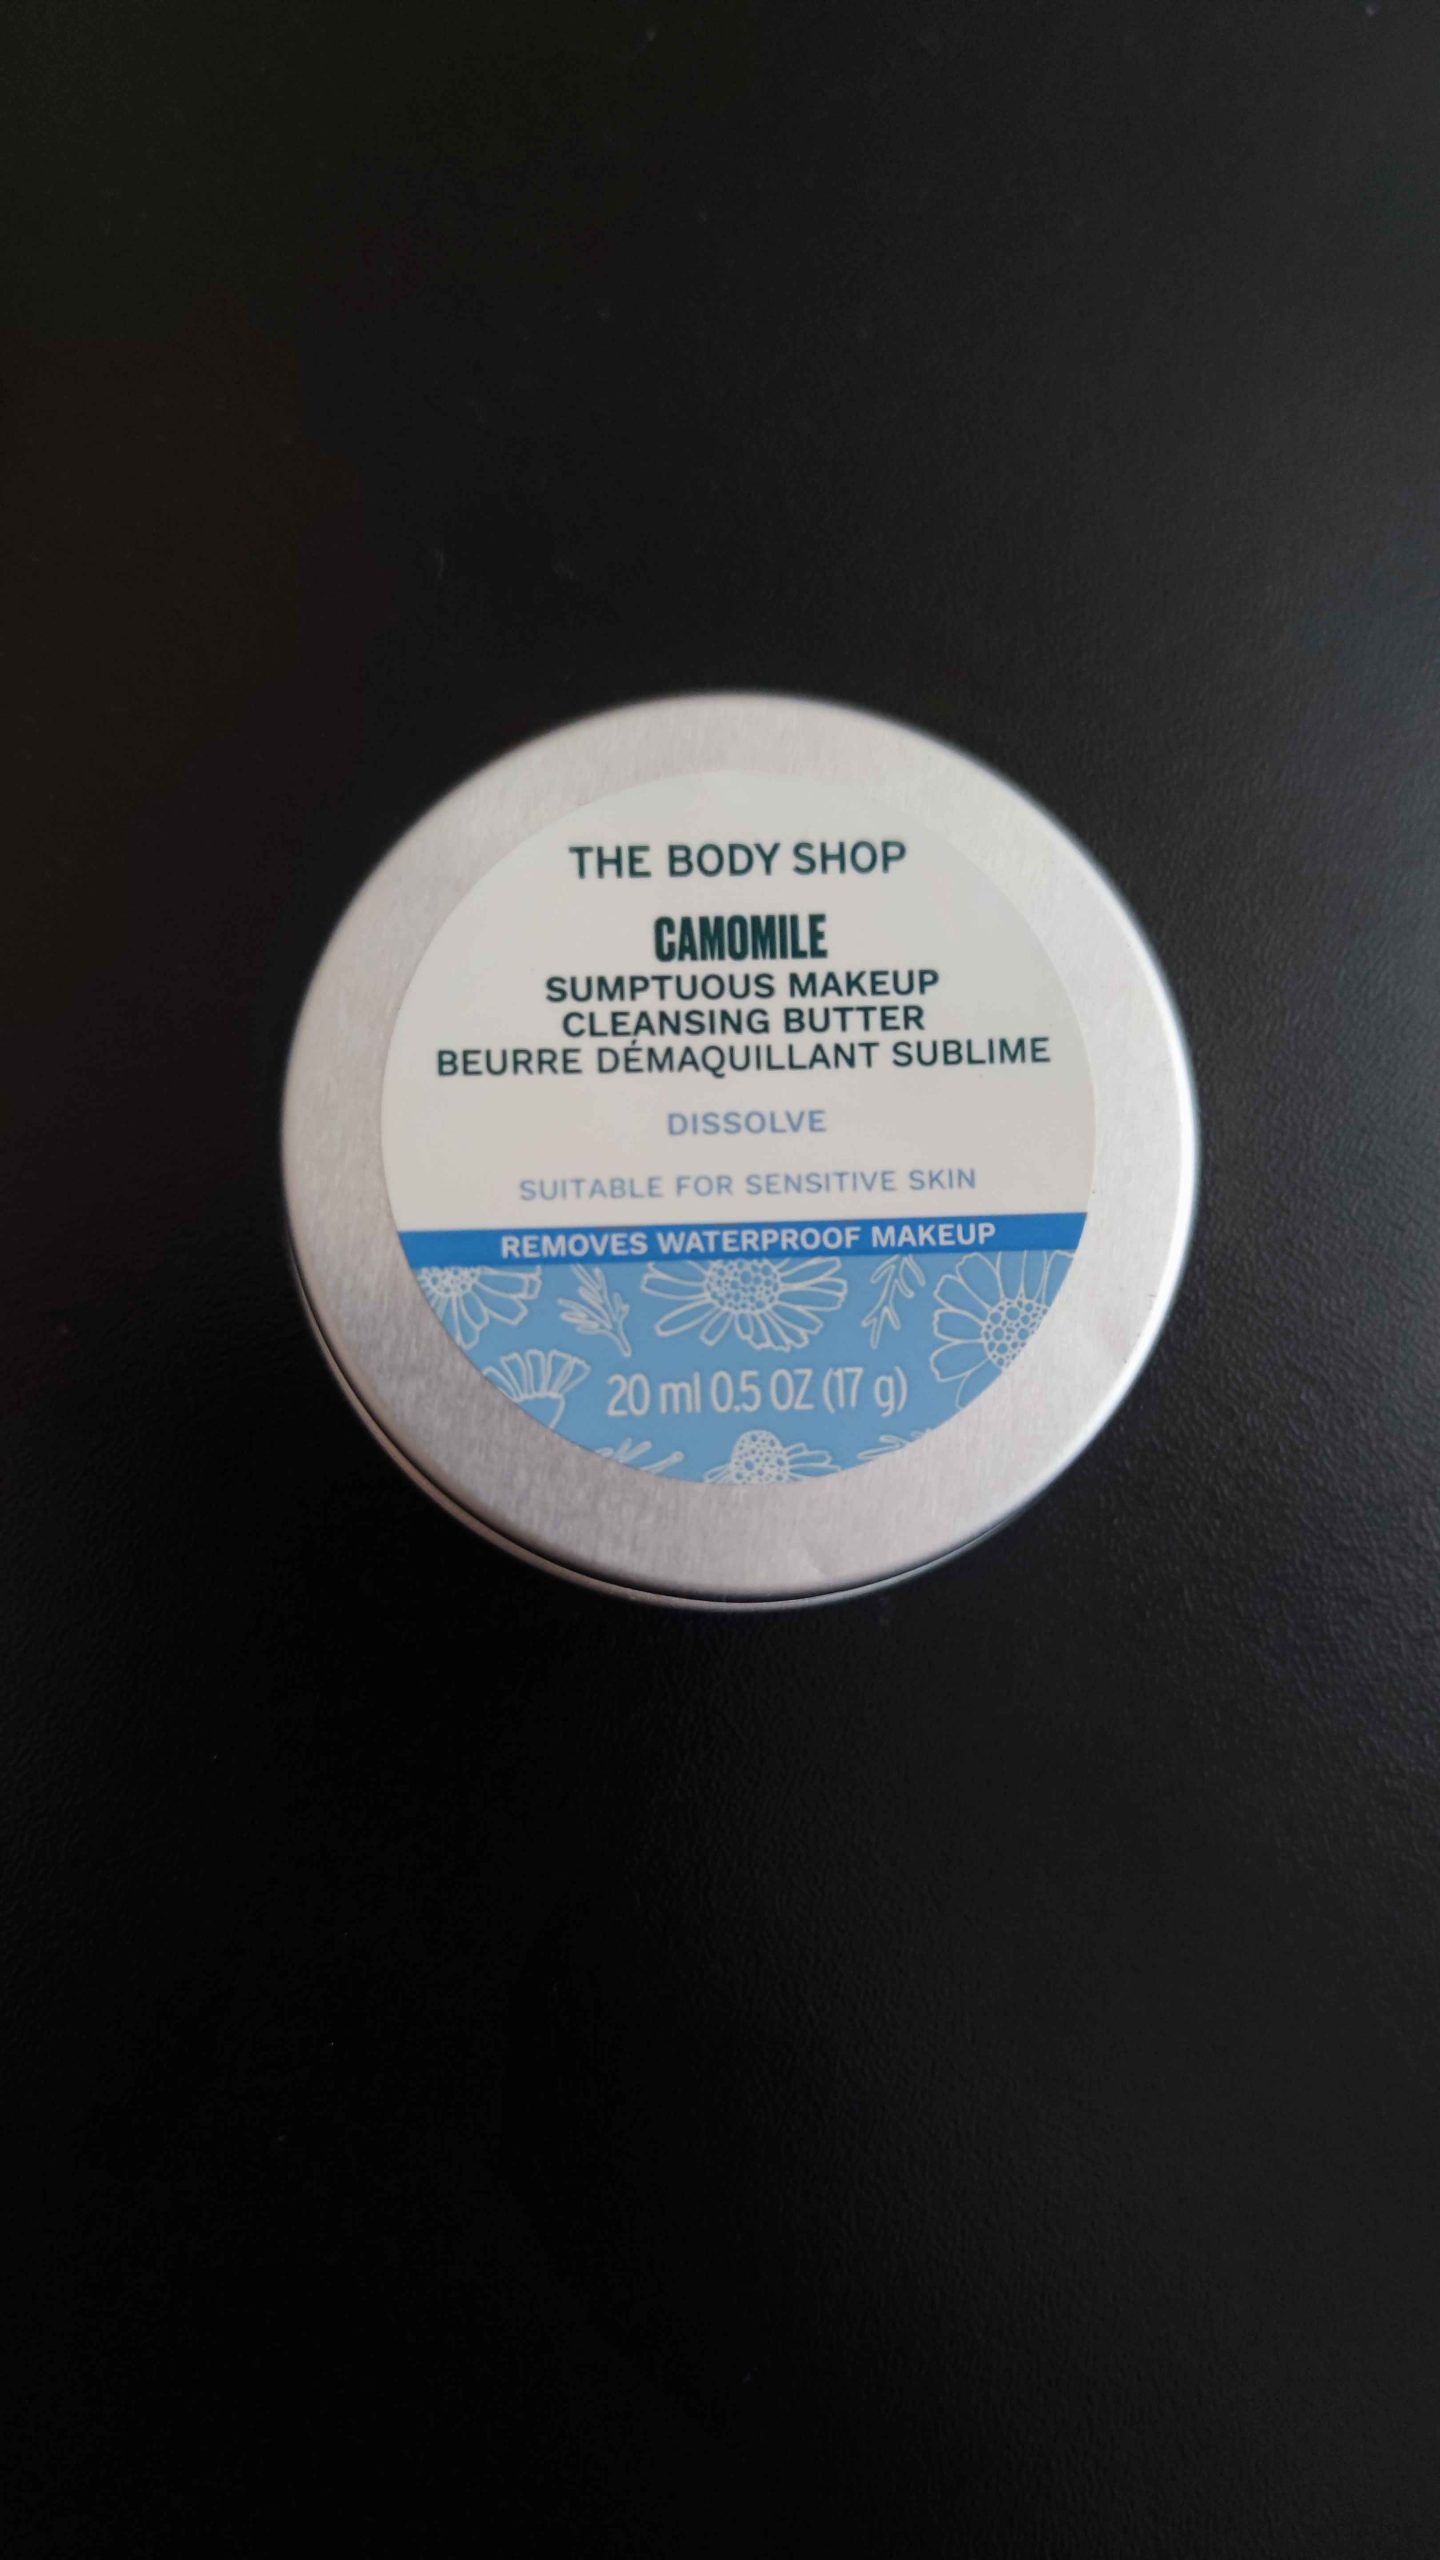 THE BODY SHOP
CAMOMILE
SUMPTUOUS MAKEUP
CLEANSING BUTTER
BEURRE DÉMAQUILLANT SUBLIME
DISSOLVE
SUITABLE FOR SENSITIVE SKIN
REMOVES WATERPROOF MAKEUP
20 ml 0.5 OZ (17 g)